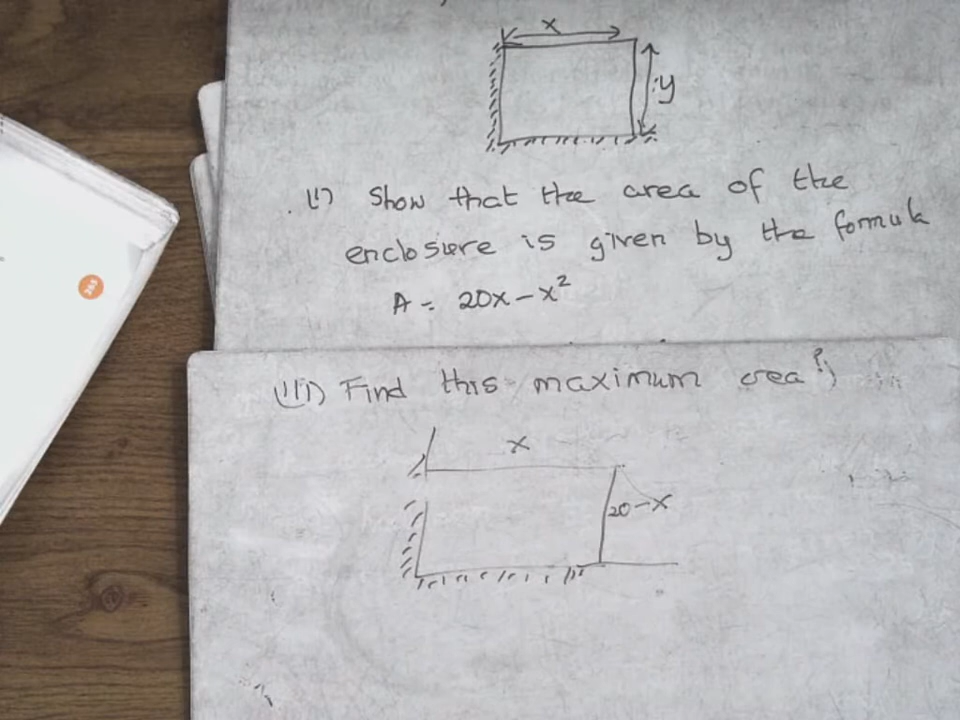 x
y
(i) Show that the area of the
enclosure is given by the formula
A = 20x - x²
(iii) Find this maximum area?
x
20-x